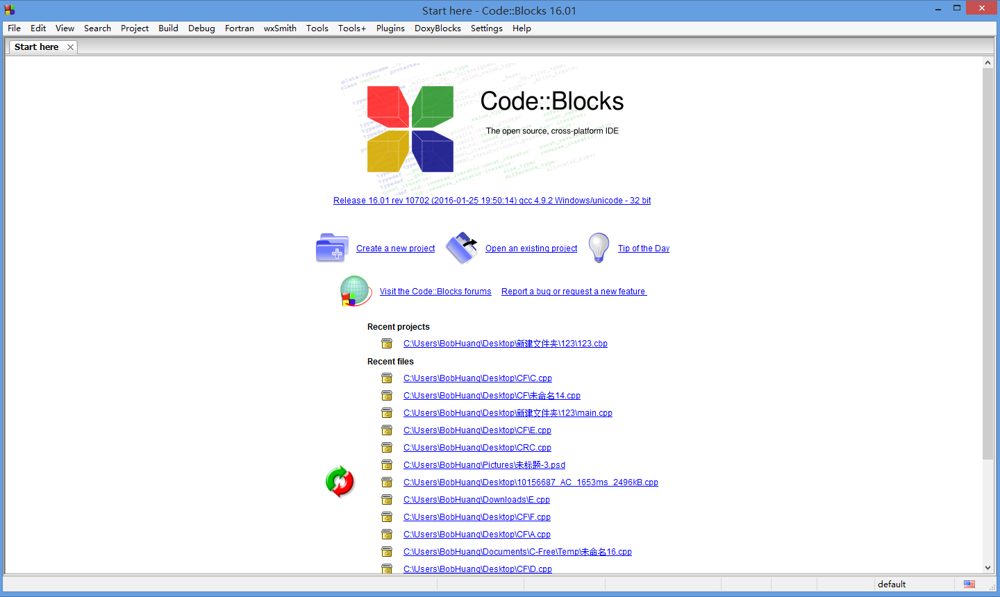 Start here - Code::Blocks 16.01
File Edit View Search Project Build Debug Fortran wxSmith Tools Tools+ Plugins DoxyBlocks Settings Help
Start here
Code::Blocks
The open source, cross-platform IDE
Release 16.01 rev 10702 (2016-01-25 19:50:14) gcc 4.9.2 Windows/unicode - 32 bit
Create a new project Open an existing project Tip of the Day
Visit the Code::Blocks forums Report a bug or request a new feature
Recent projects
C:\Users\BobHuang\Desktop\新建文件夹\123\123.cbp
Recent files
C:\Users\BobHuang\Desktop\CF\C.cpp
C:\Users\BobHuang\Desktop\CF\未命名14.cpp
C:\Users\BobHuang\Desktop\新建文件夹\123\main.cpp
C:\Users\BobHuang\Desktop\CF\E.cpp
C:\Users\BobHuang\Desktop\CRC.cpp
C:\Users\BobHuang\Pictures\未标题-3.psd
C:\Users\BobHuang\Desktop\10156687_AC_1653ms_2496kB.cpp
C:\Users\BobHuang\Downloads\E.cpp
C:\Users\BobHuang\Desktop\CF\F.cpp
C:\Users\BobHuang\Desktop\CF\A.cpp
C:\Users\BobHuang\Documents\C-Free\Temp\未命名16.cpp
C:\Users\BobHuang\Desktop\CF\D.cpp
default